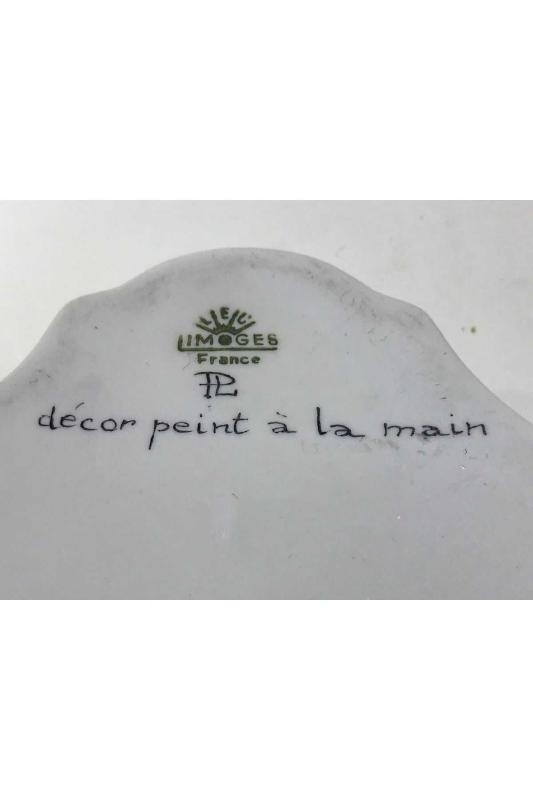 LIMOGES
France
PL
décor peint à la main